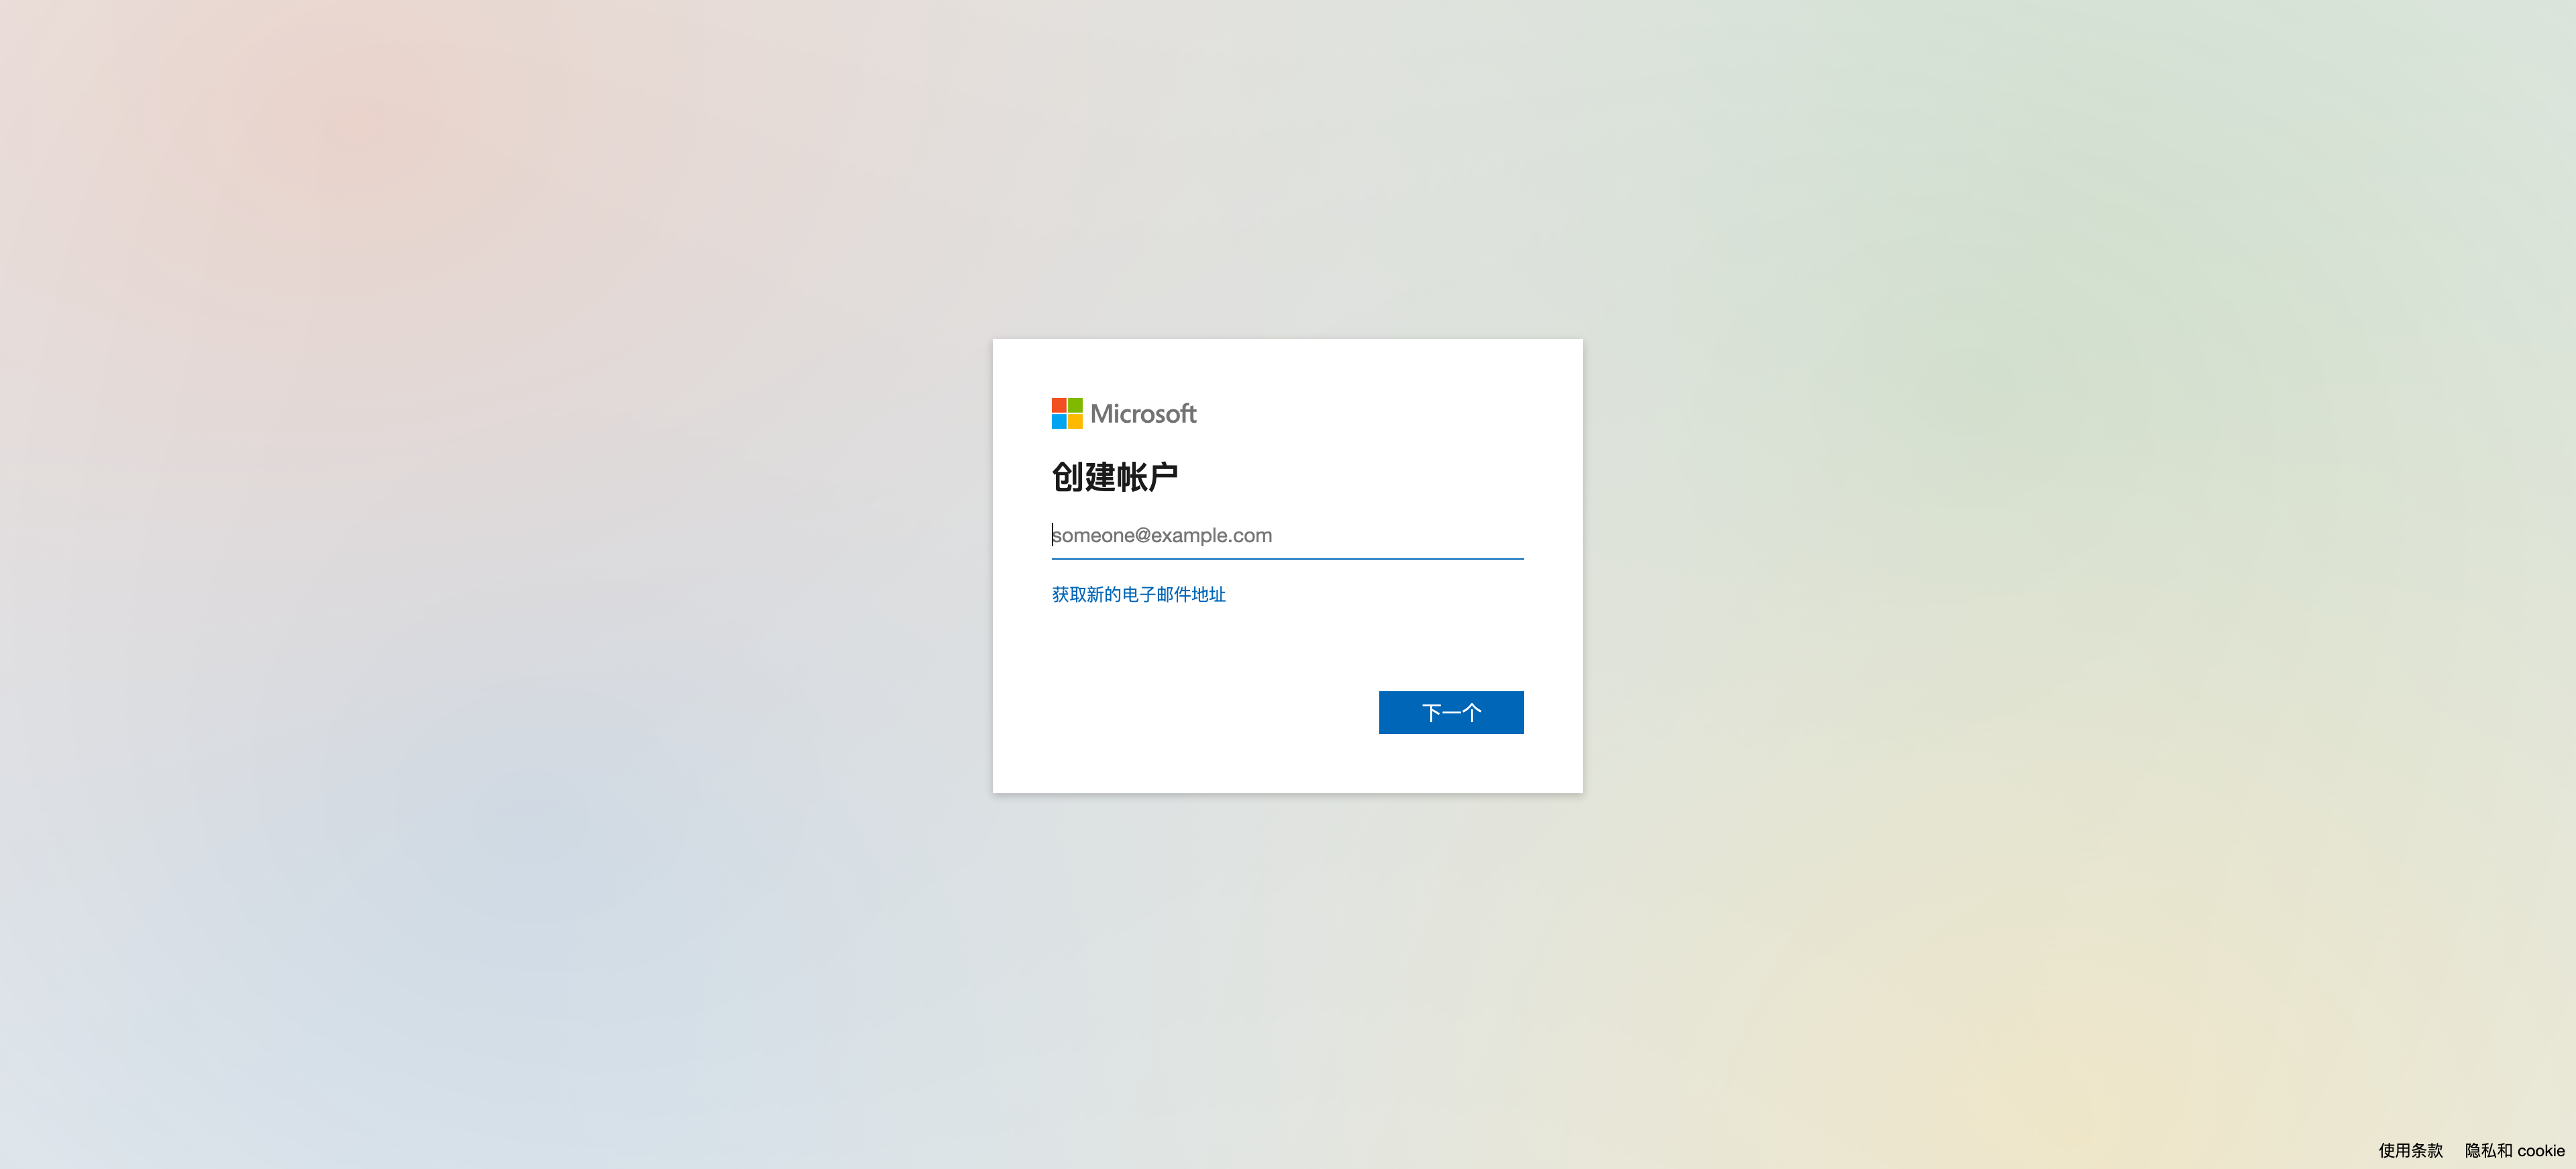 Microsoft
创建帐户
someone@example.com
获取新的电子邮件地址
下一个
使用条款 隐私和 cookie